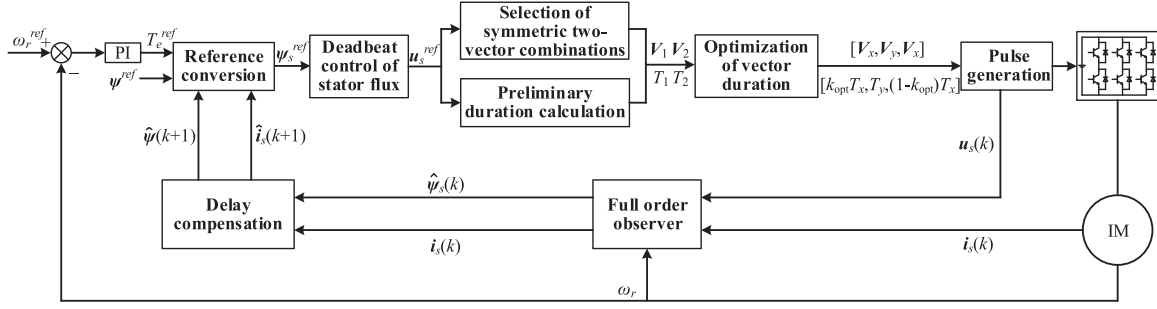 ω_r^ref + −
PI
T_e^ref
ψ^ref
Reference
conversion
ψ_s^ref
Deadbeat
control of
stator flux
u_s^ref
Selection of
symmetric two-
vector combinations
Preliminary
duration calculation
V_1 V_2
T_1 T_2
Optimization
of vector
duration
[V_x,V_y,V_x]
[k_opt T_x,T_y,(1-k_opt)T_x]
Pulse
generation
ψ̂(k+1)
î_s(k+1)
u_s(k)
Delay
compensation
ψ̂_s(k)
i_s(k)
Full order
observer
i_s(k)
IM
ω_r